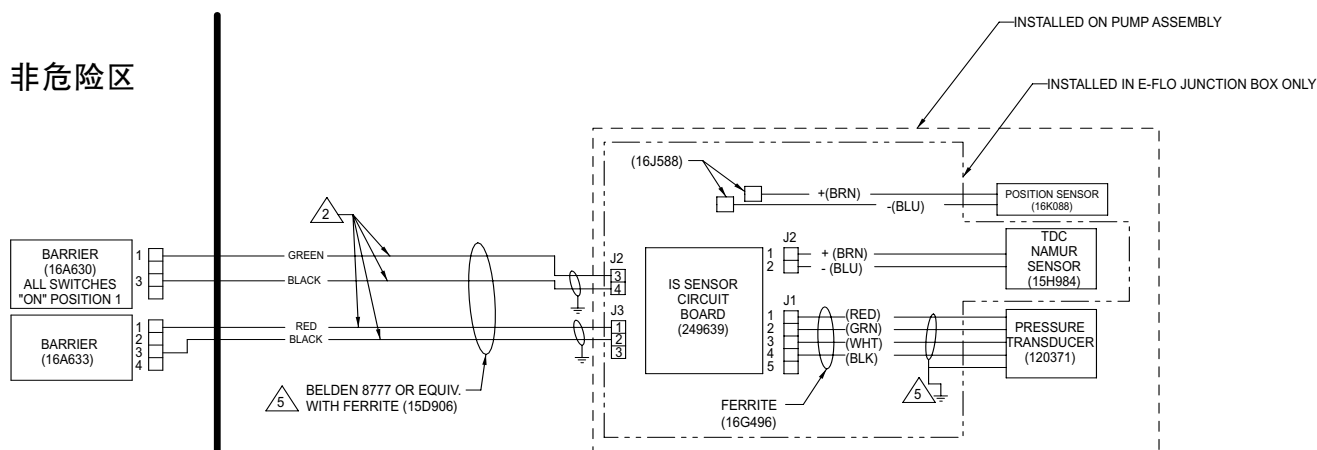 INSTALLED ON PUMP ASSEMBLY
非危险区
INSTALLED IN E-FLO JUNCTION BOX ONLY
(16J588)
+(BRN)
-(BLU)
POSITION SENSOR
(16K088)
2
BARRIER
(16A630)
ALL SWITCHES
"ON" POSITION 1
1
3
GREEN
BLACK
J2
3
4
IS SENSOR
CIRCUIT
BOARD
(249639)
J2
1
2
+ (BRN)
- (BLU)
TDC
NAMUR
SENSOR
(15H984)
BARRIER
(16A633)
1
2
3
4
RED
BLACK
J3
1
2
3
J1
1
2
3
4
5
(RED)
(GRN)
(WHT)
(BLK)
PRESSURE
TRANSDUCER
(120371)
5
BELDEN 8777 OR EQUIV.
WITH FERRITE (15D906)
FERRITE
(16G496)
5